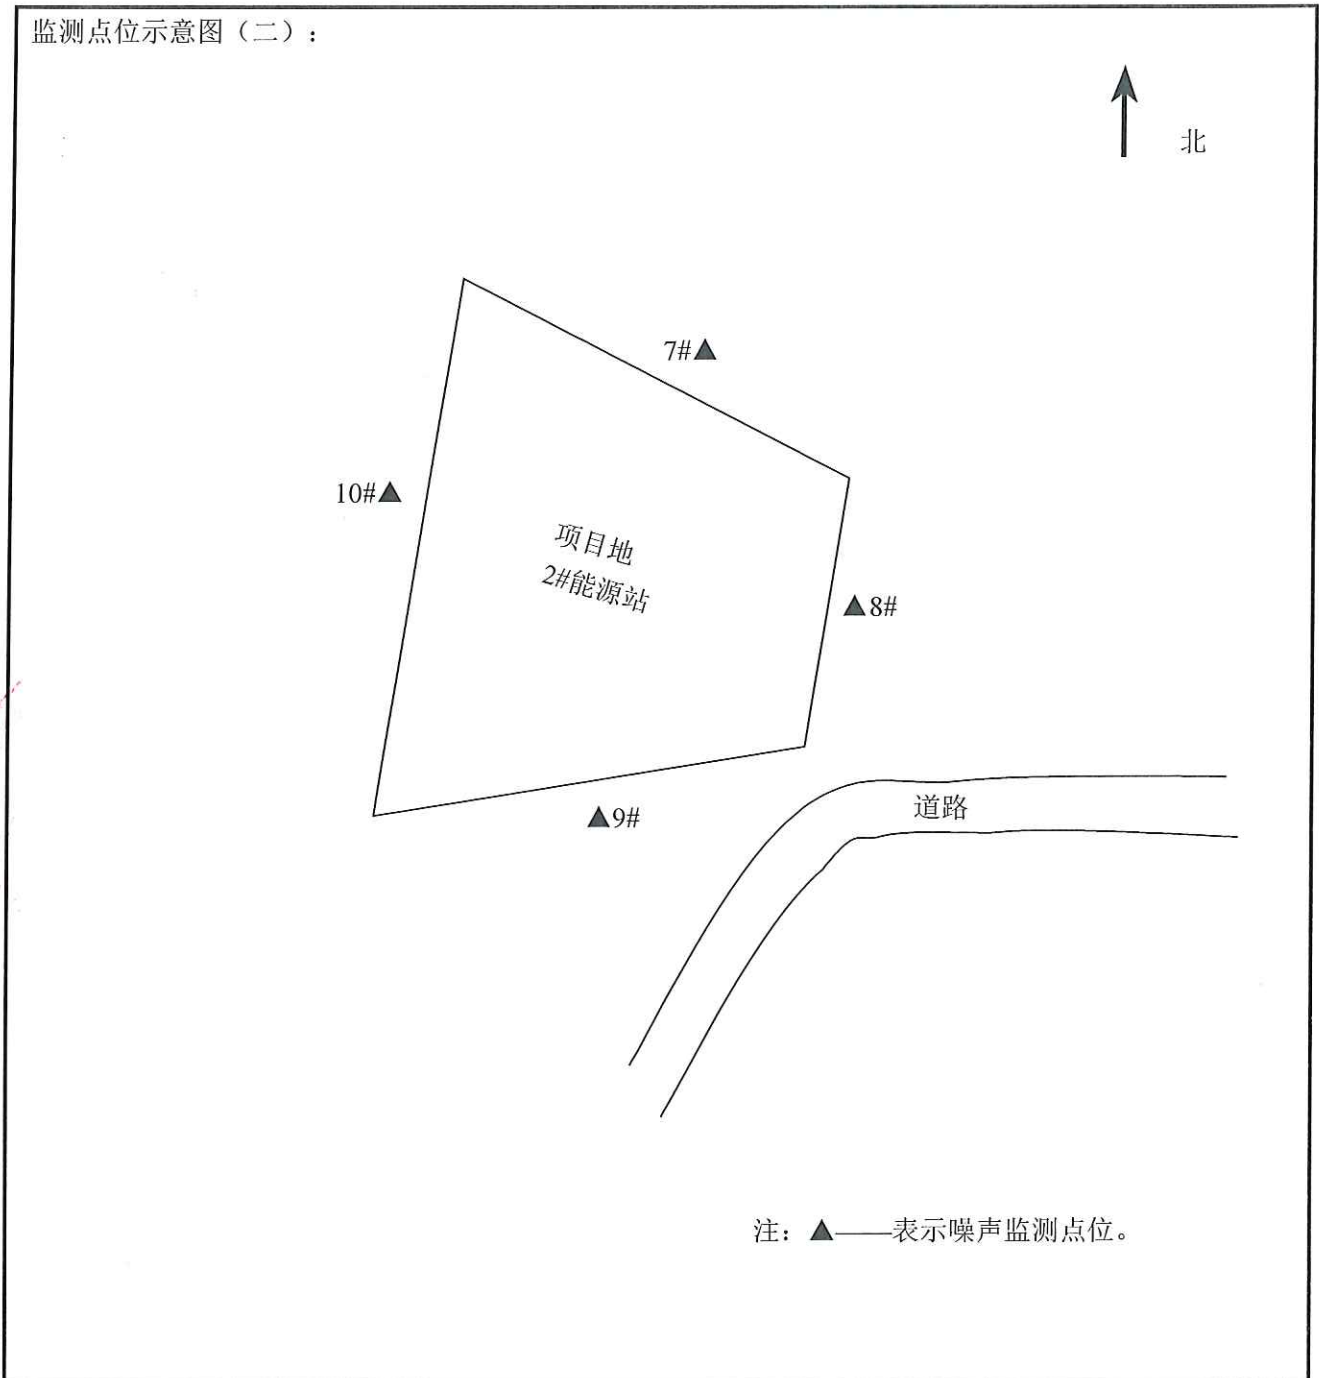 监测点位示意图（二）：
北
7#▲
10#▲
项目地
2#能源站
▲8#
▲9#
道路
注：▲——表示噪声监测点位。